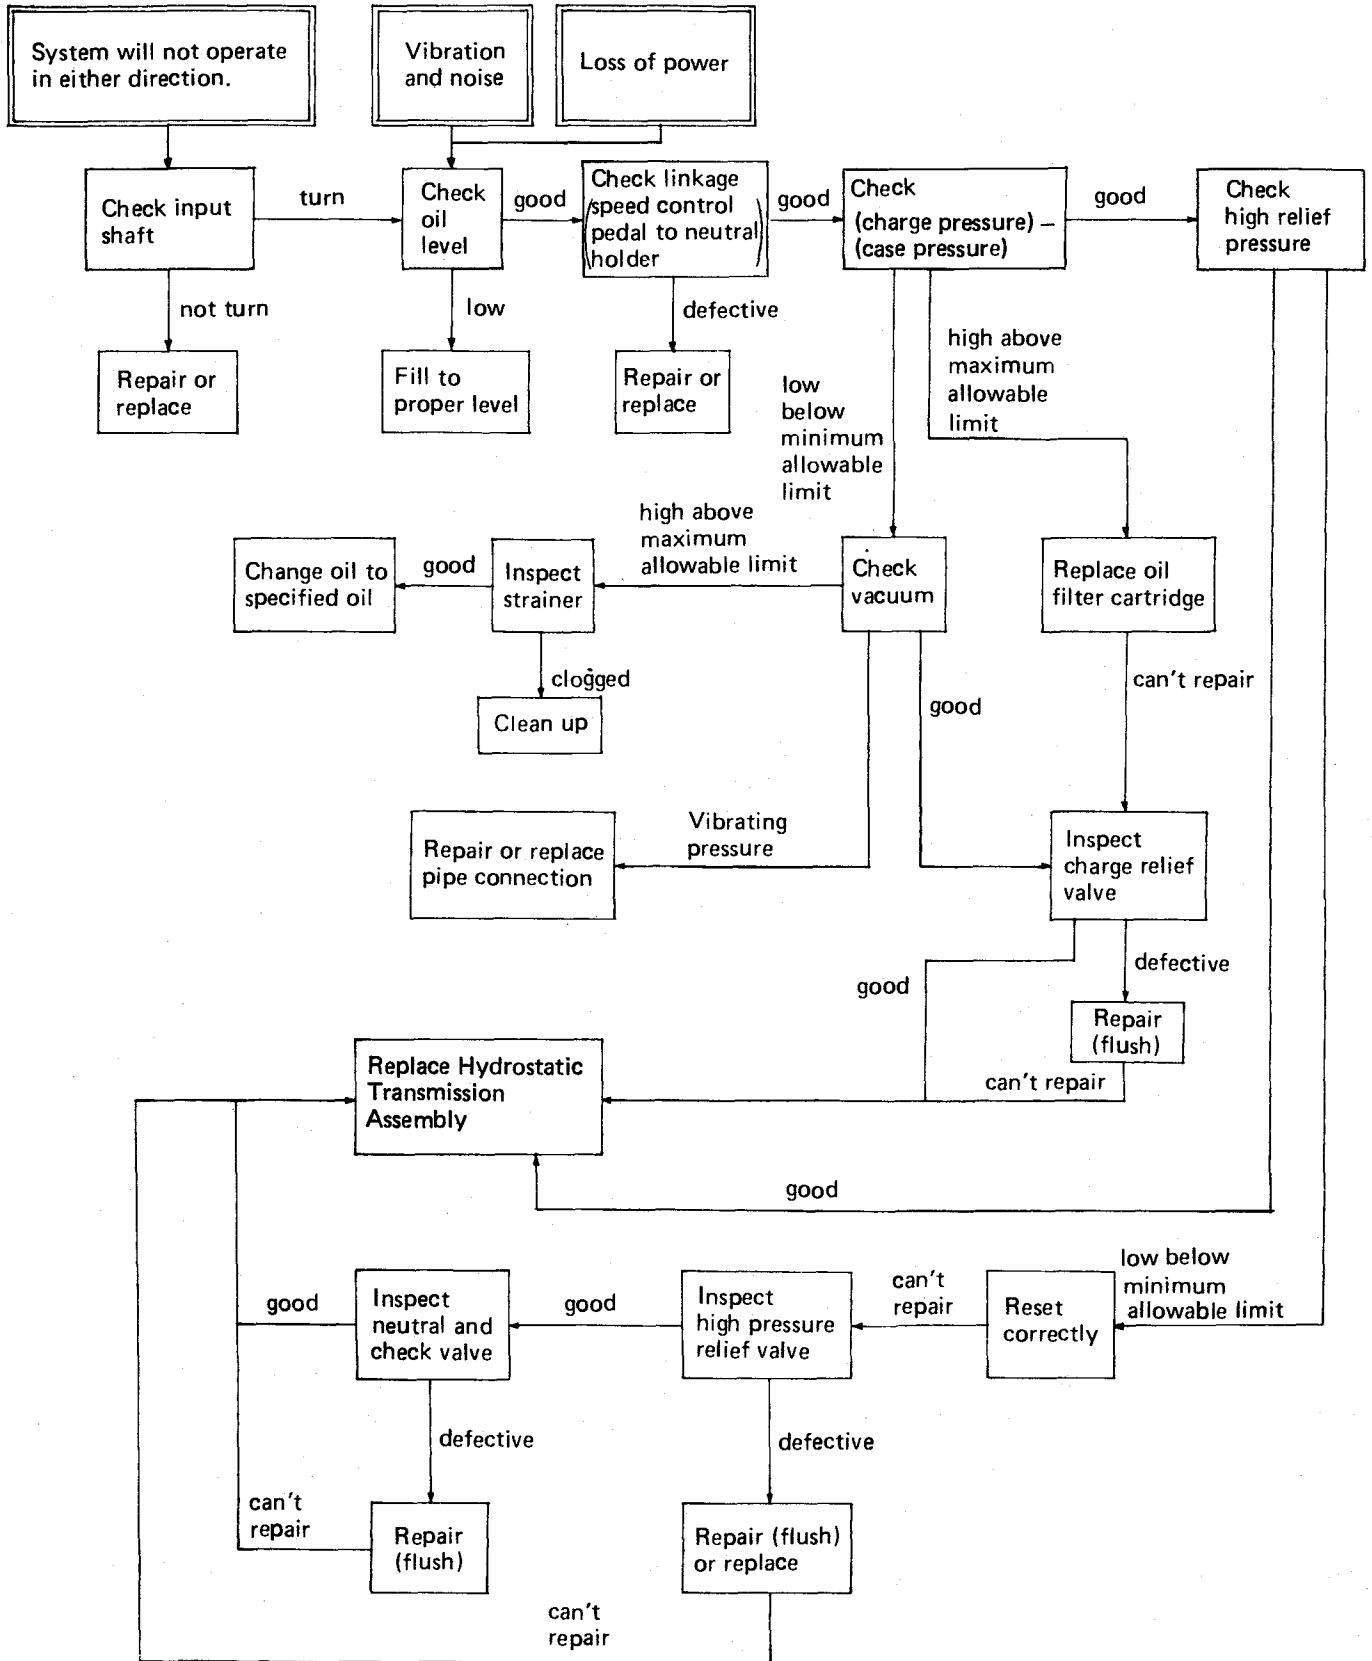 System will not operate
in either direction.
Vibration
and noise
Loss of power
Check input
shaft
turn
Check
oil
level
good
Check linkage
(speed control
pedal to neutral
holder)
good
Check
(charge pressure) –
(case pressure)
good
Check
high relief
pressure
not turn
low
defective
Repair or
replace
Fill to
proper level
Repair or
replace
low
below
minimum
allowable
limit
high above
maximum
allowable
limit
Change oil to
specified oil
good
Inspect
strainer
high above
maximum
allowable limit
Check
vacuum
Replace oil
filter cartridge
clogged
Clean up
good
can't repair
Repair or replace
pipe connection
Vibrating
pressure
Inspect
charge relief
valve
good
defective
Repair
(flush)
can't repair
Replace Hydrostatic
Transmission
Assembly
good
low below
minimum
allowable limit
good
Inspect
neutral and
check valve
good
Inspect
high pressure
relief valve
can't
repair
Reset
correctly
defective
defective
can't
repair
Repair
(flush)
Repair (flush)
or replace
can't
repair